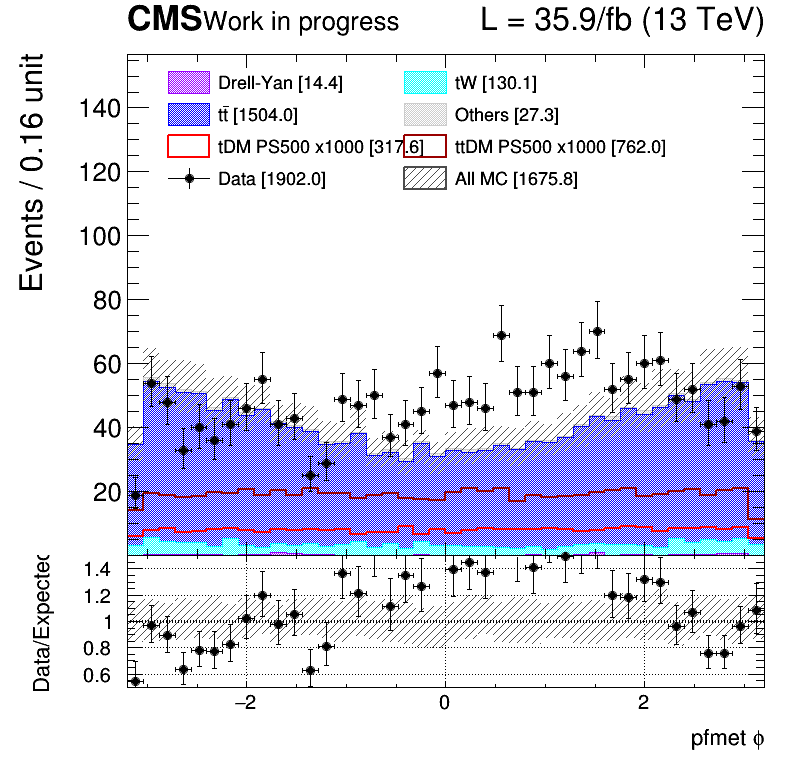 CMS Work in progress L = 35.9/fb (13 TeV)
Events / 0.16 unit
Drell-Yan [14.4] tW [130.1]
tt̄ [1504.0] Others [27.3]
tDM PS500 x1000 [317.6] ttDM PS500 x1000 [762.0]
Data [1902.0] All MC [1675.8]
140
120
100
80
60
40
20
Data/Expected
1.4
1.2
1
0.8
0.6
−2 0 2
pfmet ϕ